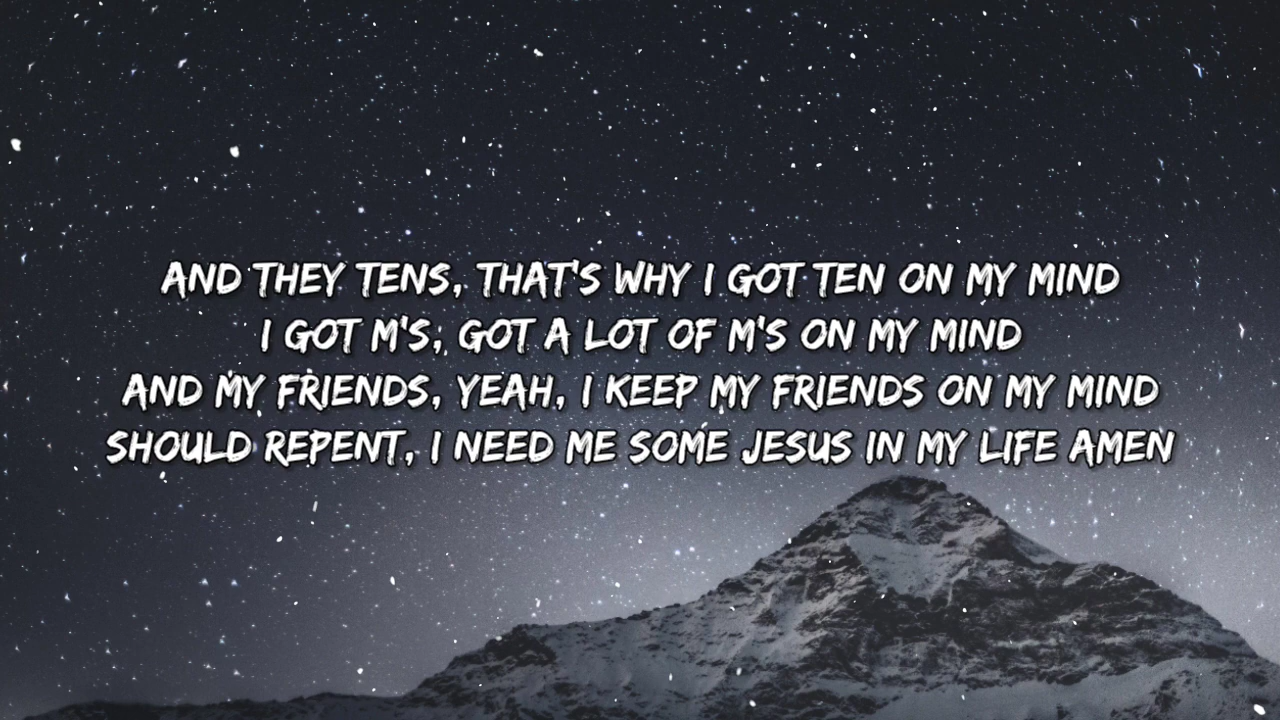 AND THEY TENS, THAT'S WHY I GOT TEN ON MY MIND
I GOT M'S, GOT A LOT OF M'S ON MY MIND
AND MY FRIENDS, YEAH, I KEEP MY FRIENDS ON MY MIND
SHOULD REPENT, I NEED ME SOME JESUS IN MY LIFE AMEN